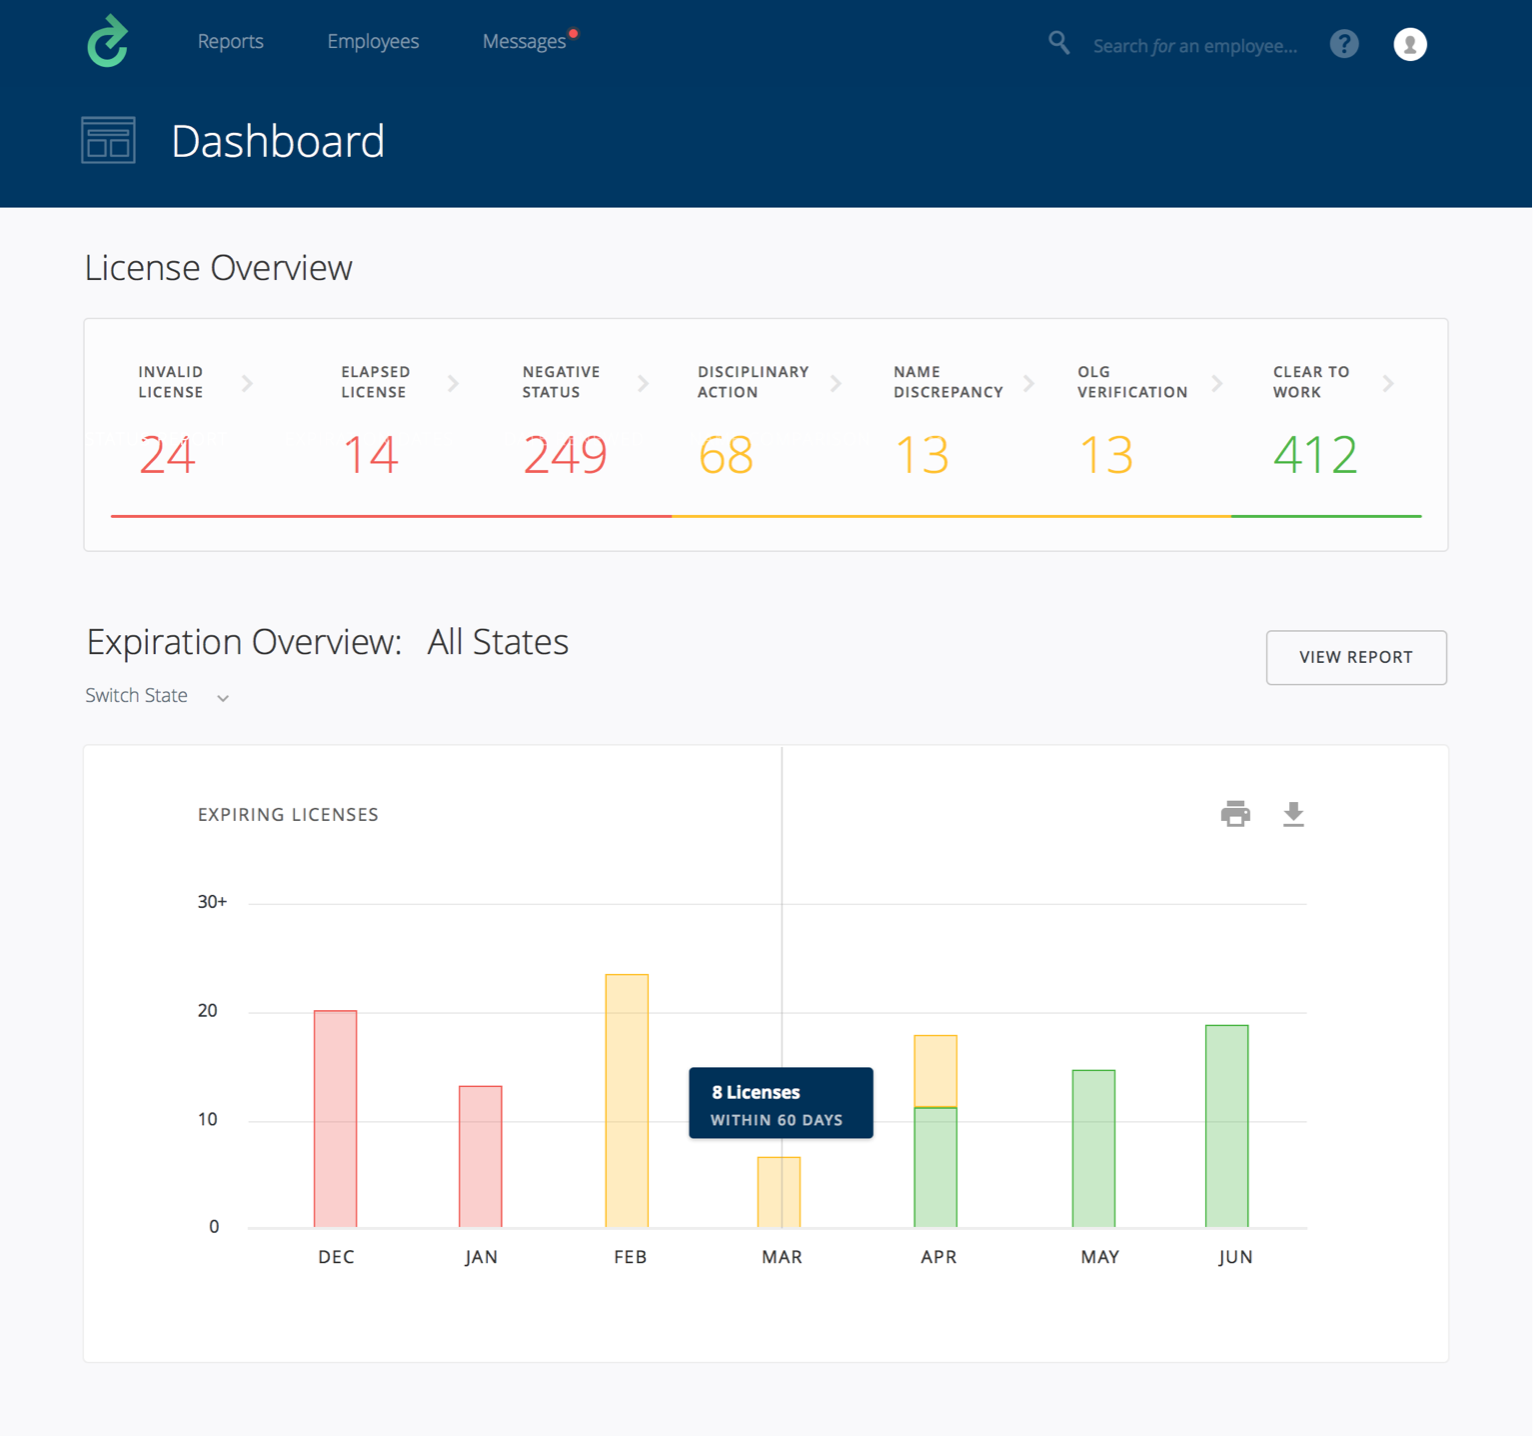 Reports
Employees
Messages
Search for an employee...
?
Dashboard
License Overview
INVALID
LICENSE
24
ELAPSED
LICENSE
14
NEGATIVE
STATUS
249
DISCIPLINARY
ACTION
68
NAME
DISCREPANCY
13
OLG
VERIFICATION
13
CLEAR TO
WORK
412
Expiration Overview: All States
Switch State
VIEW REPORT
EXPIRING LICENSES
30+
20
10
0
8 Licenses
WITHIN 60 DAYS
DEC
JAN
FEB
MAR
APR
MAY
JUN